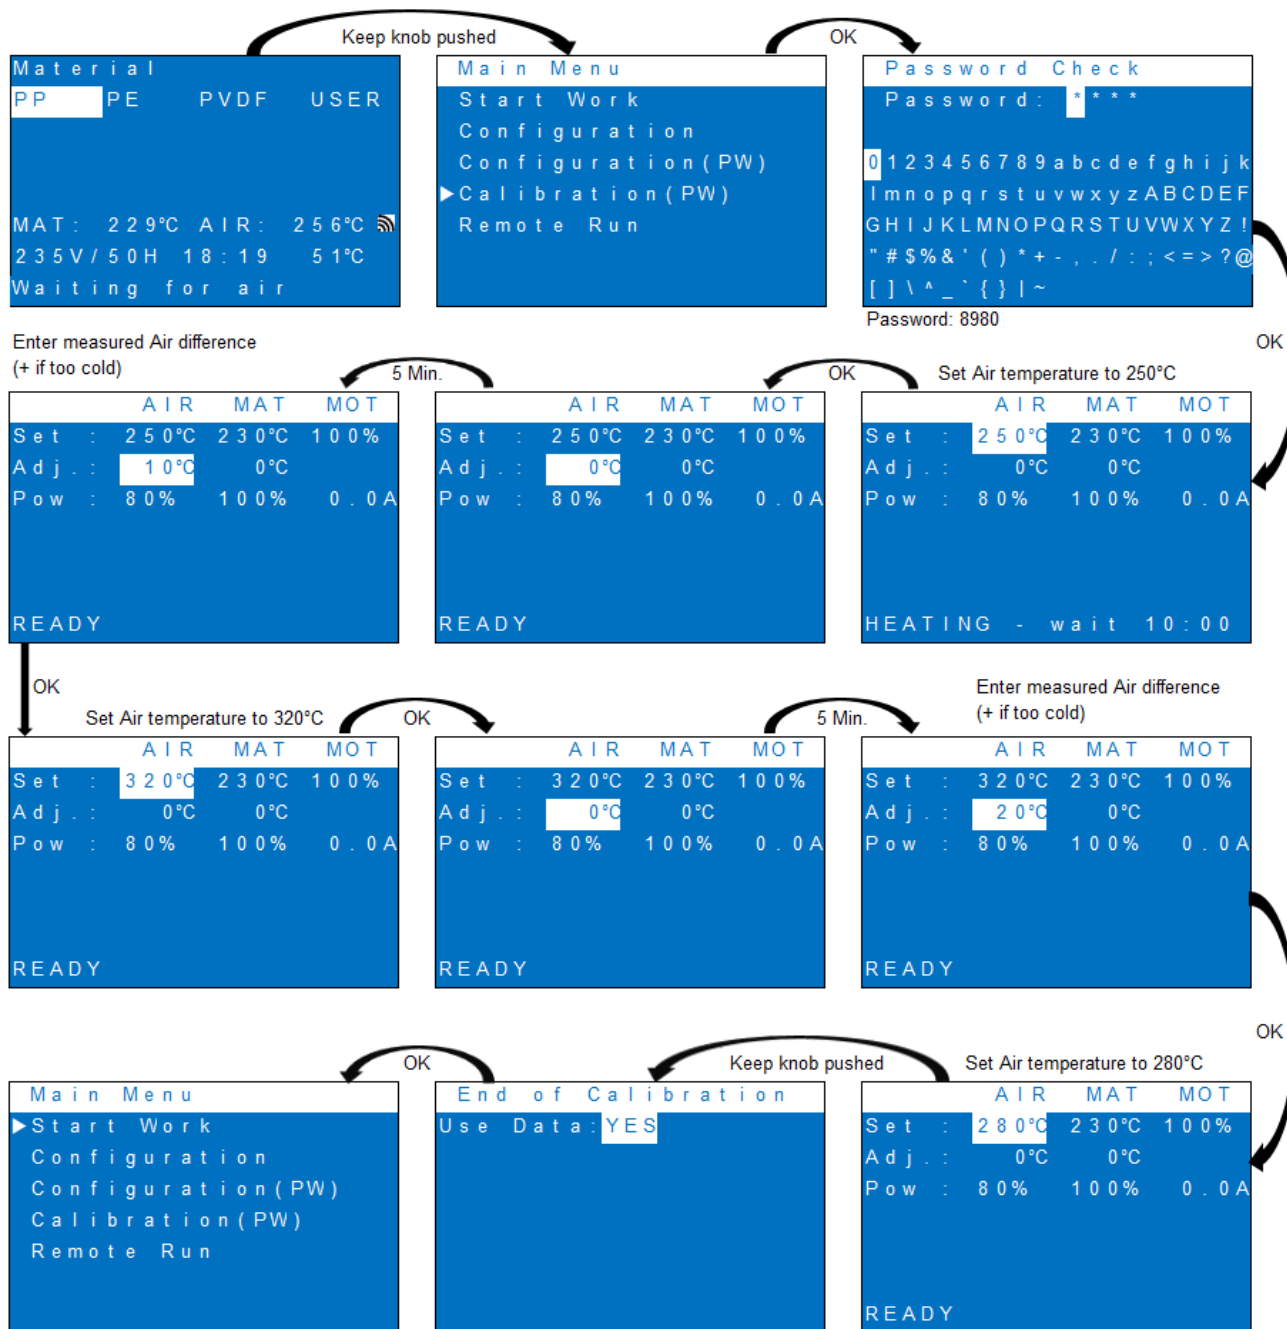 Keep knob pushed
OK
Material
PP PE PVDF USER
MAT: 229°C AIR: 256°C
235V/50H 18:19 51°C
Waiting for air
Main Menu
Start Work
Configuration
Configuration(PW)
▶Calibration(PW)
Remote Run
Password Check
Password: ****
0123456789abcdefghijk
lmnopqrstuvwxyzABCDEF
GHIJKLMNOPQRSTUVWXYZ!
"#$%&'()*+-,./:;<=>?@
[]\^_`{}|~
Password: 8980
OK
Enter measured Air difference
(+ if too cold)
5 Min.
OK
Set Air temperature to 250°C
AIR MAT MOT
Set : 250°C 230°C 100%
Adj.: 10°C 0°C
Pow : 80% 100% 0.0A
READY
AIR MAT MOT
Set : 250°C 230°C 100%
Adj.: 0°C 0°C
Pow : 80% 100% 0.0A
READY
AIR MAT MOT
Set : 250°C 230°C 100%
Adj.: 0°C 0°C
Pow : 80% 100% 0.0A
HEATING - wait 10:00
OK
Set Air temperature to 320°C
OK
5 Min.
Enter measured Air difference
(+ if too cold)
AIR MAT MOT
Set : 320°C 230°C 100%
Adj.: 0°C 0°C
Pow : 80% 100% 0.0A
READY
AIR MAT MOT
Set : 320°C 230°C 100%
Adj.: 0°C 0°C
Pow : 80% 100% 0.0A
READY
AIR MAT MOT
Set : 320°C 230°C 100%
Adj.: 20°C 0°C
Pow : 80% 100% 0.0A
READY
OK
OK
Keep knob pushed
Set Air temperature to 280°C
Main Menu
▶Start Work
Configuration
Configuration(PW)
Calibration(PW)
Remote Run
End of Calibration
Use Data:YES
AIR MAT MOT
Set : 280°C 230°C 100%
Adj.: 0°C 0°C
Pow : 80% 100% 0.0A
READY